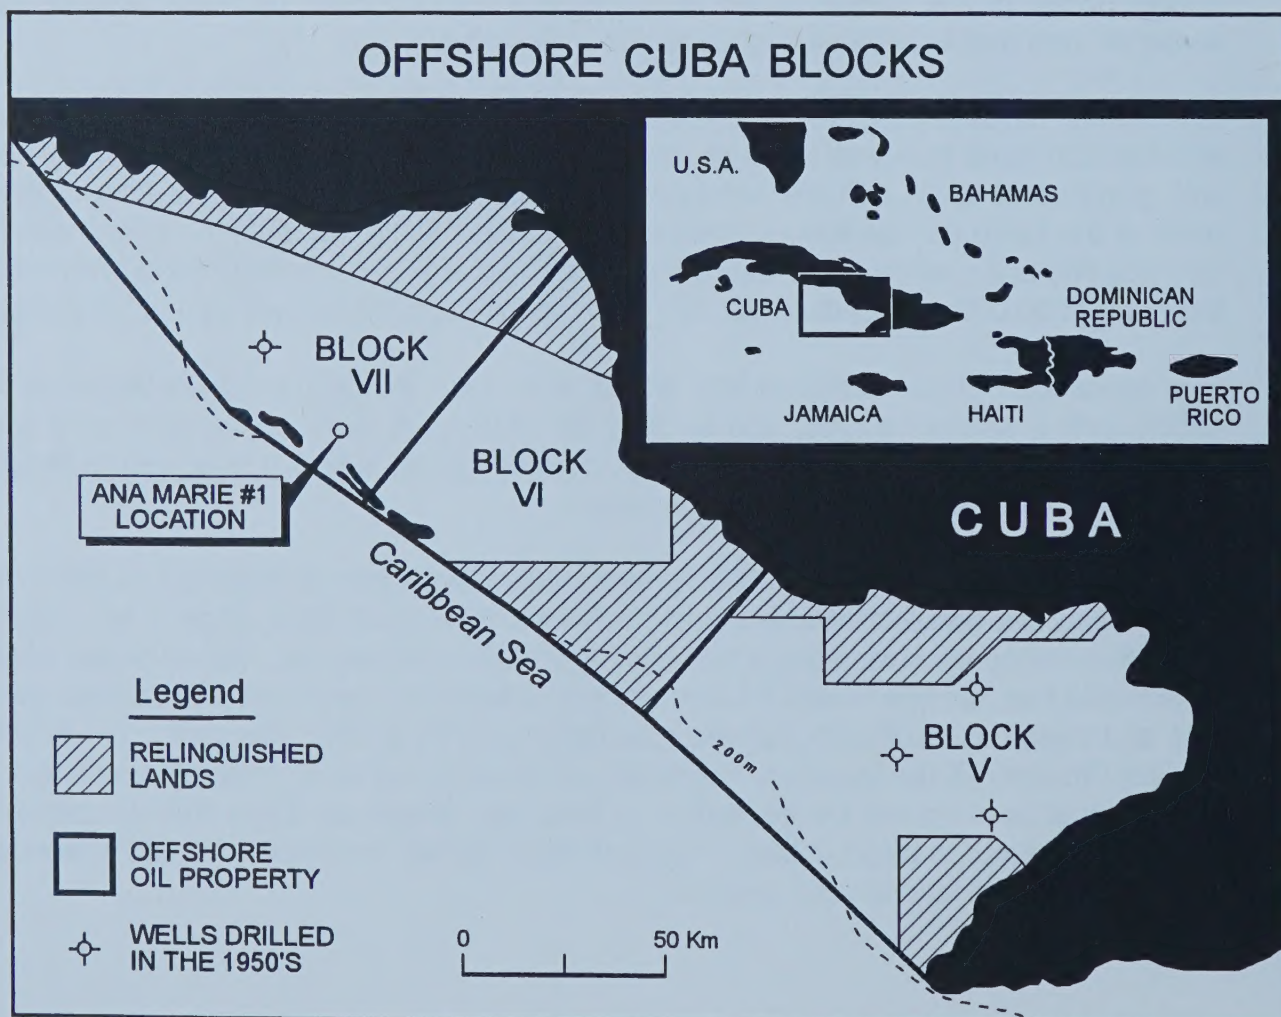 OFFSHORE CUBA BLOCKS
U.S.A.
BAHAMAS
CUBA
DOMINICAN
REPUBLIC
JAMAICA
HAITI
PUERTO
RICO
BLOCK
VII
BLOCK
VI
ANA MARIE #1
LOCATION
CUBA
Caribbean Sea
200m
BLOCK
V
Legend
RELINQUISHED
LANDS
OFFSHORE
OIL PROPERTY
WELLS DRILLED
IN THE 1950'S
0 50 Km